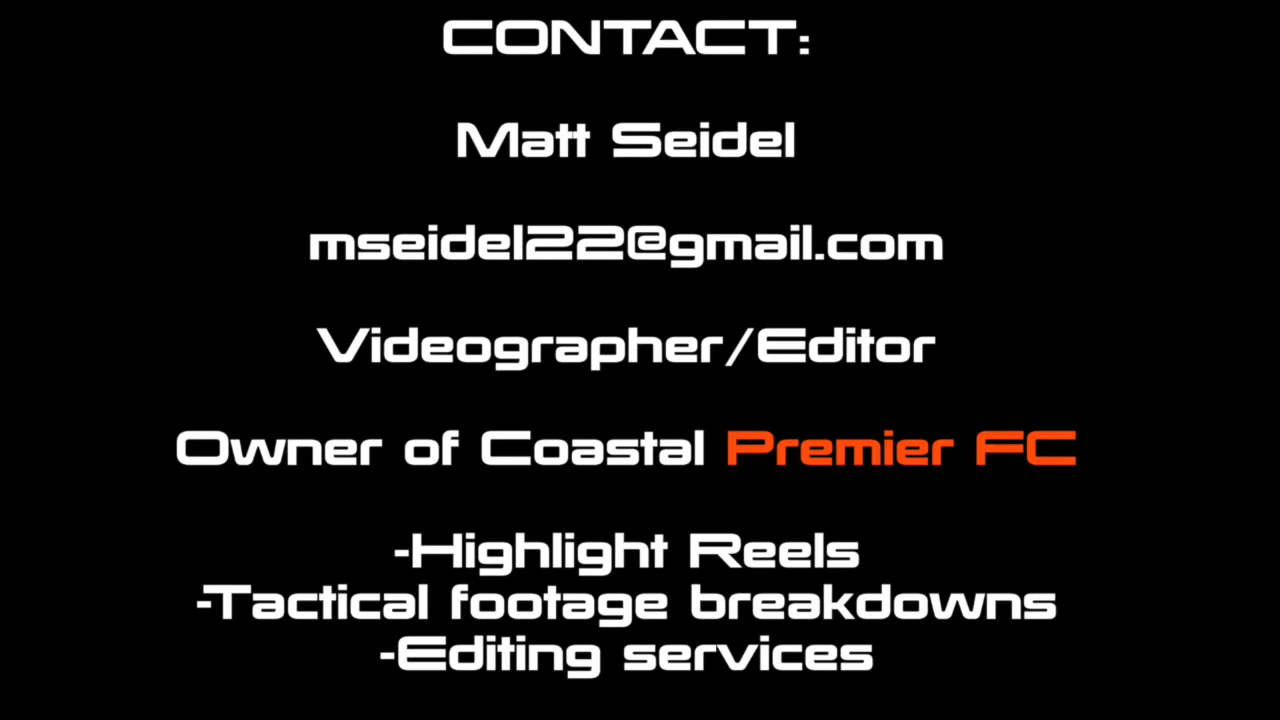 CONTACT:
Matt Seidel
mseidel22@gmail.com
Videographer/Editor
Owner of Coastal Premier FC
-Highlight Reels
-Tactical footage breakdowns
-Editing services